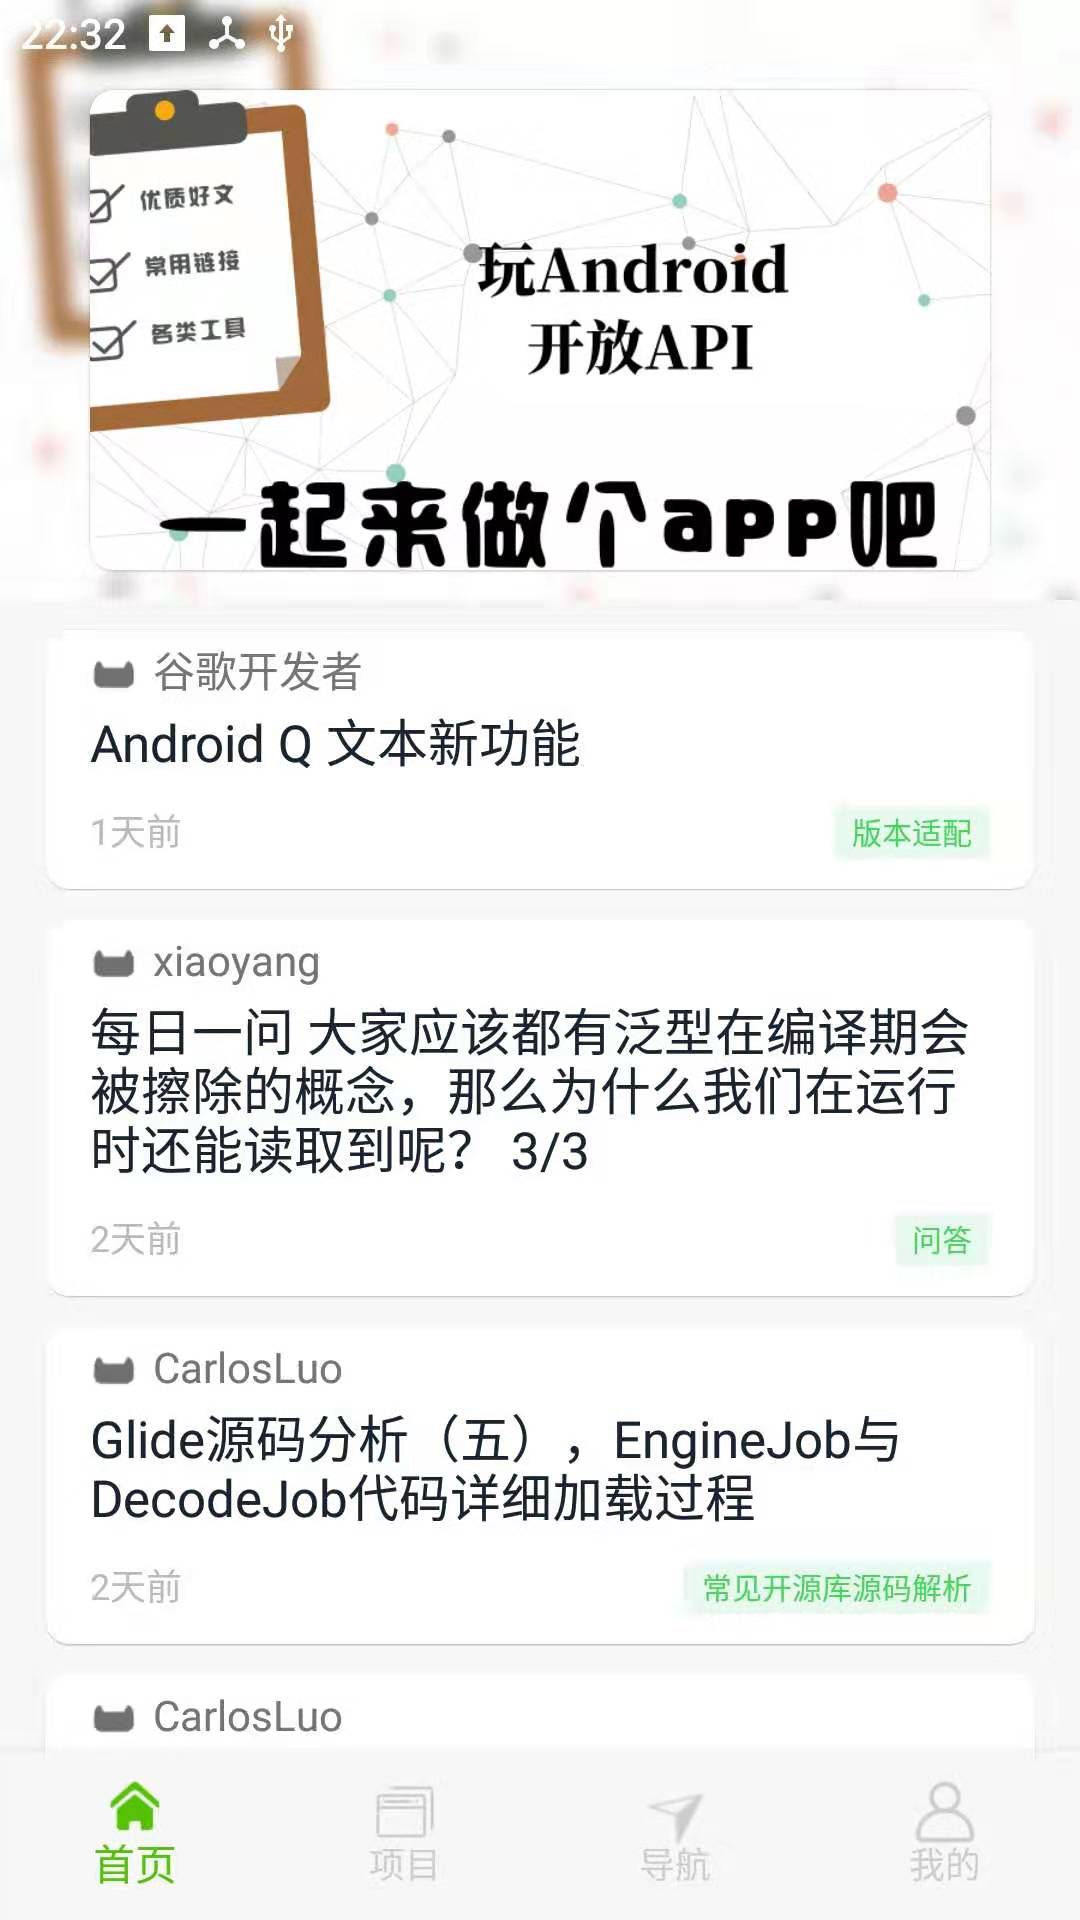 22:32
优质好文
常用链接
各类工具
玩Android
开放API
一起来做个app吧
谷歌开发者
Android Q 文本新功能
1天前
版本适配
xiaoyang
每日一问 大家应该都有泛型在编译期会
被擦除的概念，那么为什么我们在运行
时还能读取到呢？ 3/3
2天前
问答
CarlosLuo
Glide源码分析（五），EngineJob与
DecodeJob代码详细加载过程
2天前
常见开源库源码解析
CarlosLuo
首页
项目
导航
我的